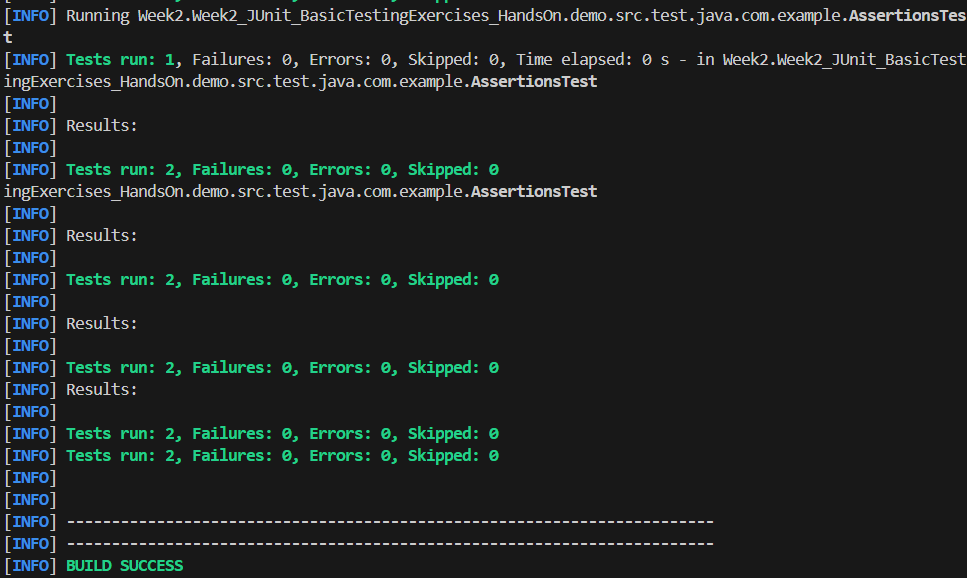 [INFO] Running Week2.Week2_JUnit_BasicTestingExercises_HandsOn.demo.src.test.java.com.example.AssertionsTes
t
[INFO] Tests run: 1, Failures: 0, Errors: 0, Skipped: 0, Time elapsed: 0 s - in Week2.Week2_JUnit_BasicTest
ingExercises_HandsOn.demo.src.test.java.com.example.AssertionsTest
[INFO]
[INFO] Results:
[INFO]
[INFO] Tests run: 2, Failures: 0, Errors: 0, Skipped: 0
ingExercises_HandsOn.demo.src.test.java.com.example.AssertionsTest
[INFO]
[INFO] Results:
[INFO]
[INFO] Tests run: 2, Failures: 0, Errors: 0, Skipped: 0
[INFO]
[INFO] Results:
[INFO]
[INFO] Tests run: 2, Failures: 0, Errors: 0, Skipped: 0
[INFO] Results:
[INFO]
[INFO] Tests run: 2, Failures: 0, Errors: 0, Skipped: 0
[INFO] Tests run: 2, Failures: 0, Errors: 0, Skipped: 0
[INFO]
[INFO]
[INFO] ------------------------------------------------------------------------
[INFO] ------------------------------------------------------------------------
[INFO] BUILD SUCCESS